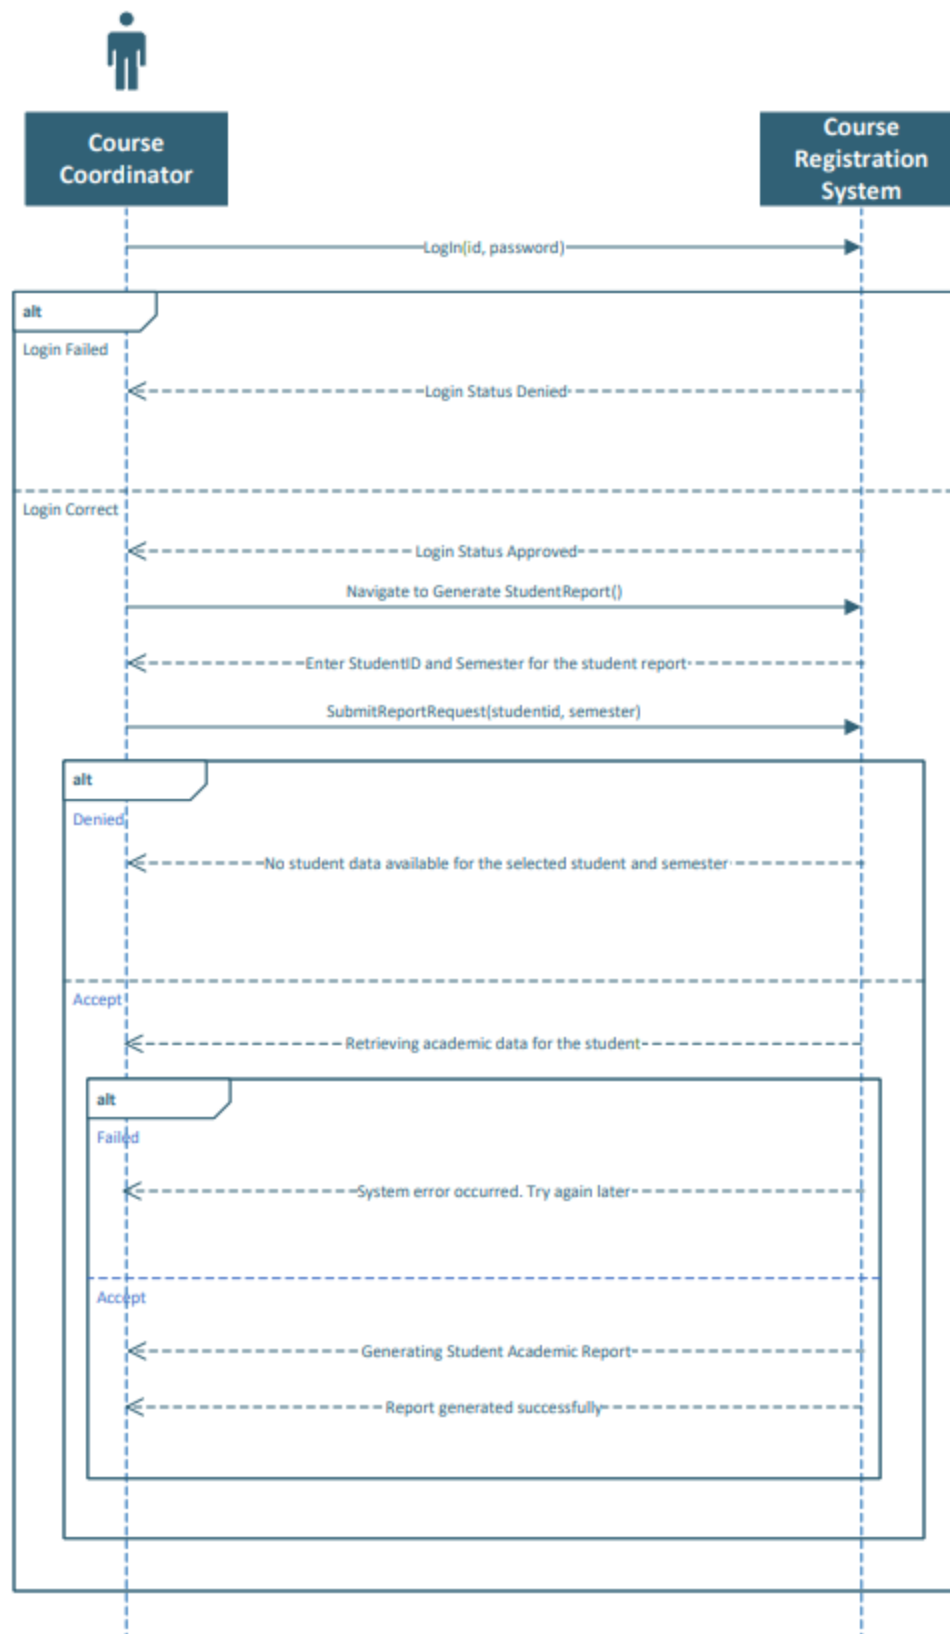 Course
Coordinator
Course
Registration
System
LogIn(id, password)
alt
Login Failed
Login Status Denied
Login Correct
Login Status Approved
Navigate to Generate StudentReport()
Enter StudentID and Semester for the student report
SubmitReportRequest(studentid, semester)
alt
Denied
No student data available for the selected student and semester
Accept
Retrieving academic data for the student
alt
Failed
System error occurred. Try again later
Accept
Generating Student Academic Report
Report generated successfully